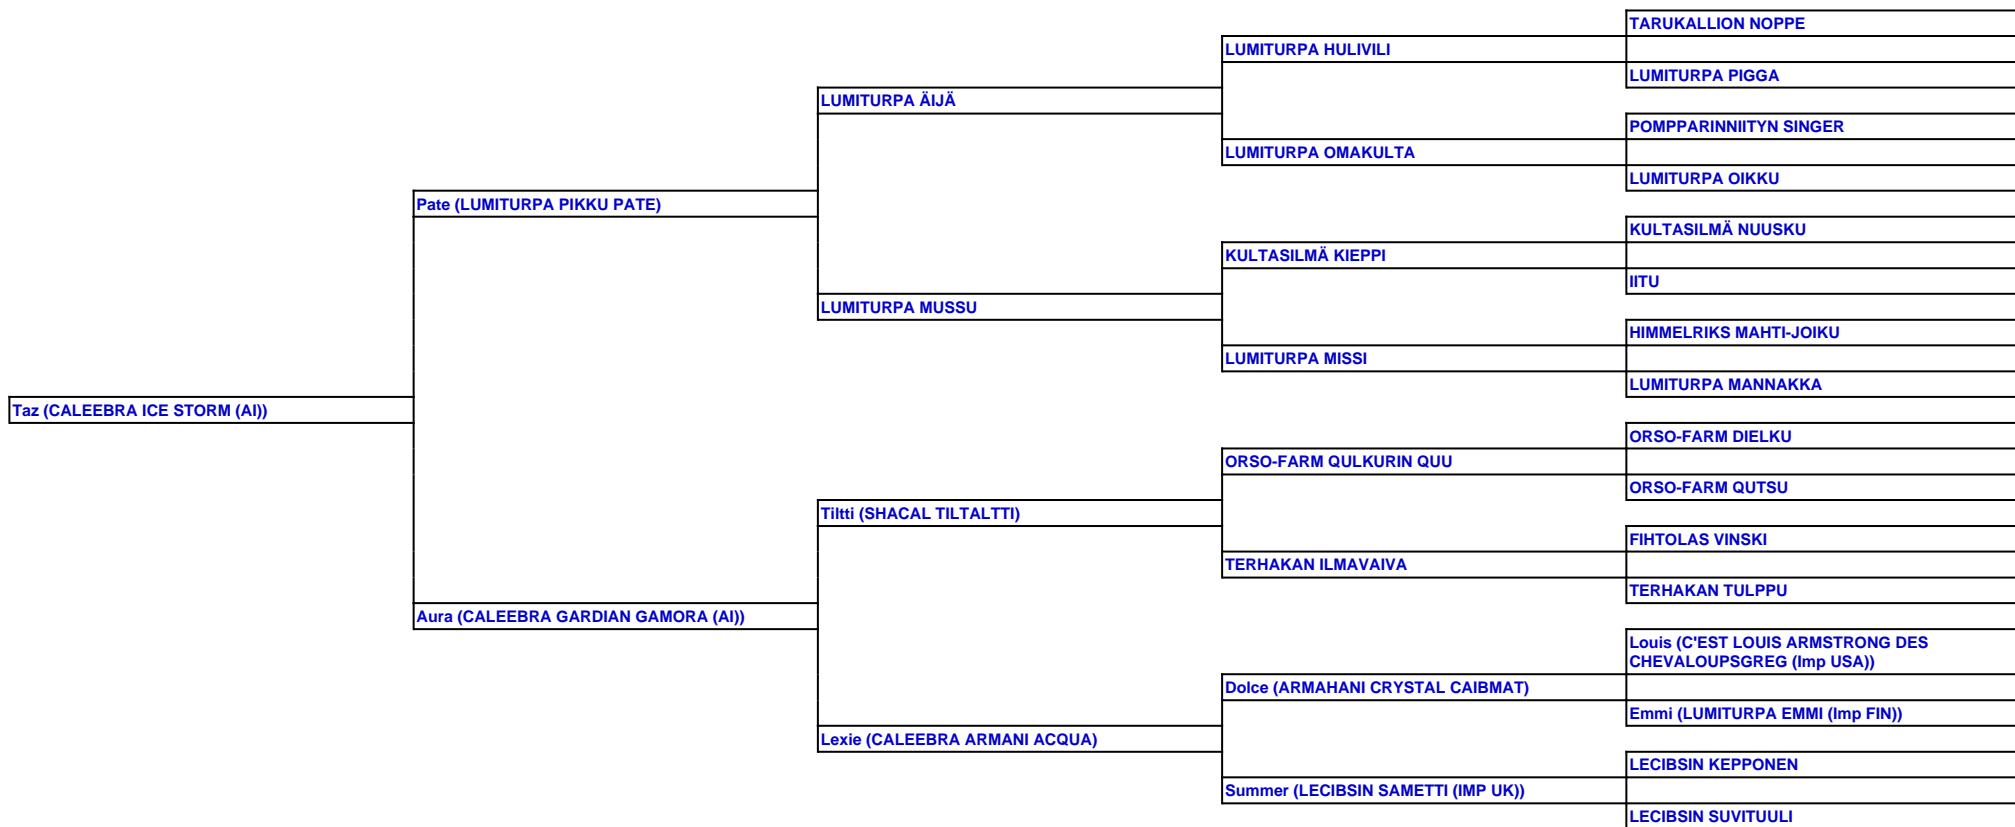 TARUKALLION NOPPE
LUMITURPA HULIVILI
LUMITURPA PIGGA
LUMITURPA ÄIJÄ
POMPPARINNIITYN SINGER
LUMITURPA OMAKULTA
LUMITURPA OIKKU
Pate (LUMITURPA PIKKU PATE)
KULTASILMÄ NUUSKU
KULTASILMÄ KIEPPI
IITU
LUMITURPA MUSSU
HIMMELRIKS MAHTI-JOIKU
LUMITURPA MISSI
LUMITURPA MANNAKKA
Taz (CALEEBRA ICE STORM (AI))
ORSO-FARM DIELKU
ORSO-FARM QULKURIN QUU
ORSO-FARM QUTSU
Tiltti (SHACAL TILTALTTI)
FIHTOLAS VINSKI
TERHAKAN ILMAVAIVA
TERHAKAN TULPPU
Aura (CALEEBRA GARDIAN GAMORA (AI))
Louis (C'EST LOUIS ARMSTRONG DES
CHEVALOUPSGREG (Imp USA))
Dolce (ARMAHANI CRYSTAL CAIBMAT)
Emmi (LUMITURPA EMMI (Imp FIN))
Lexie (CALEEBRA ARMANI ACQUA)
LECIBSIN KEPPONEN
Summer (LECIBSIN SAMETTI (IMP UK))
LECIBSIN SUVITUULI